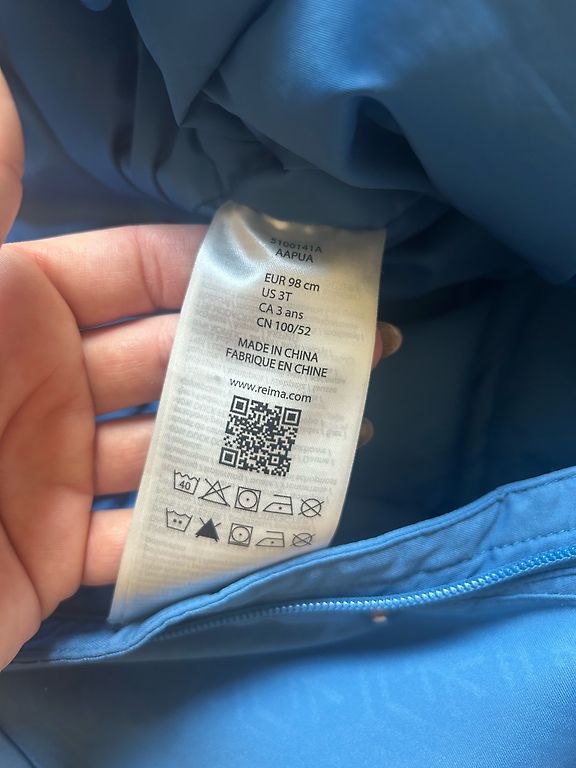 5100141A
AAPUA
EUR 98 cm
US 3T
CA 3 ans
CN 100/52
MADE IN CHINA
FABRIQUE EN CHINE
www.reima.com
40